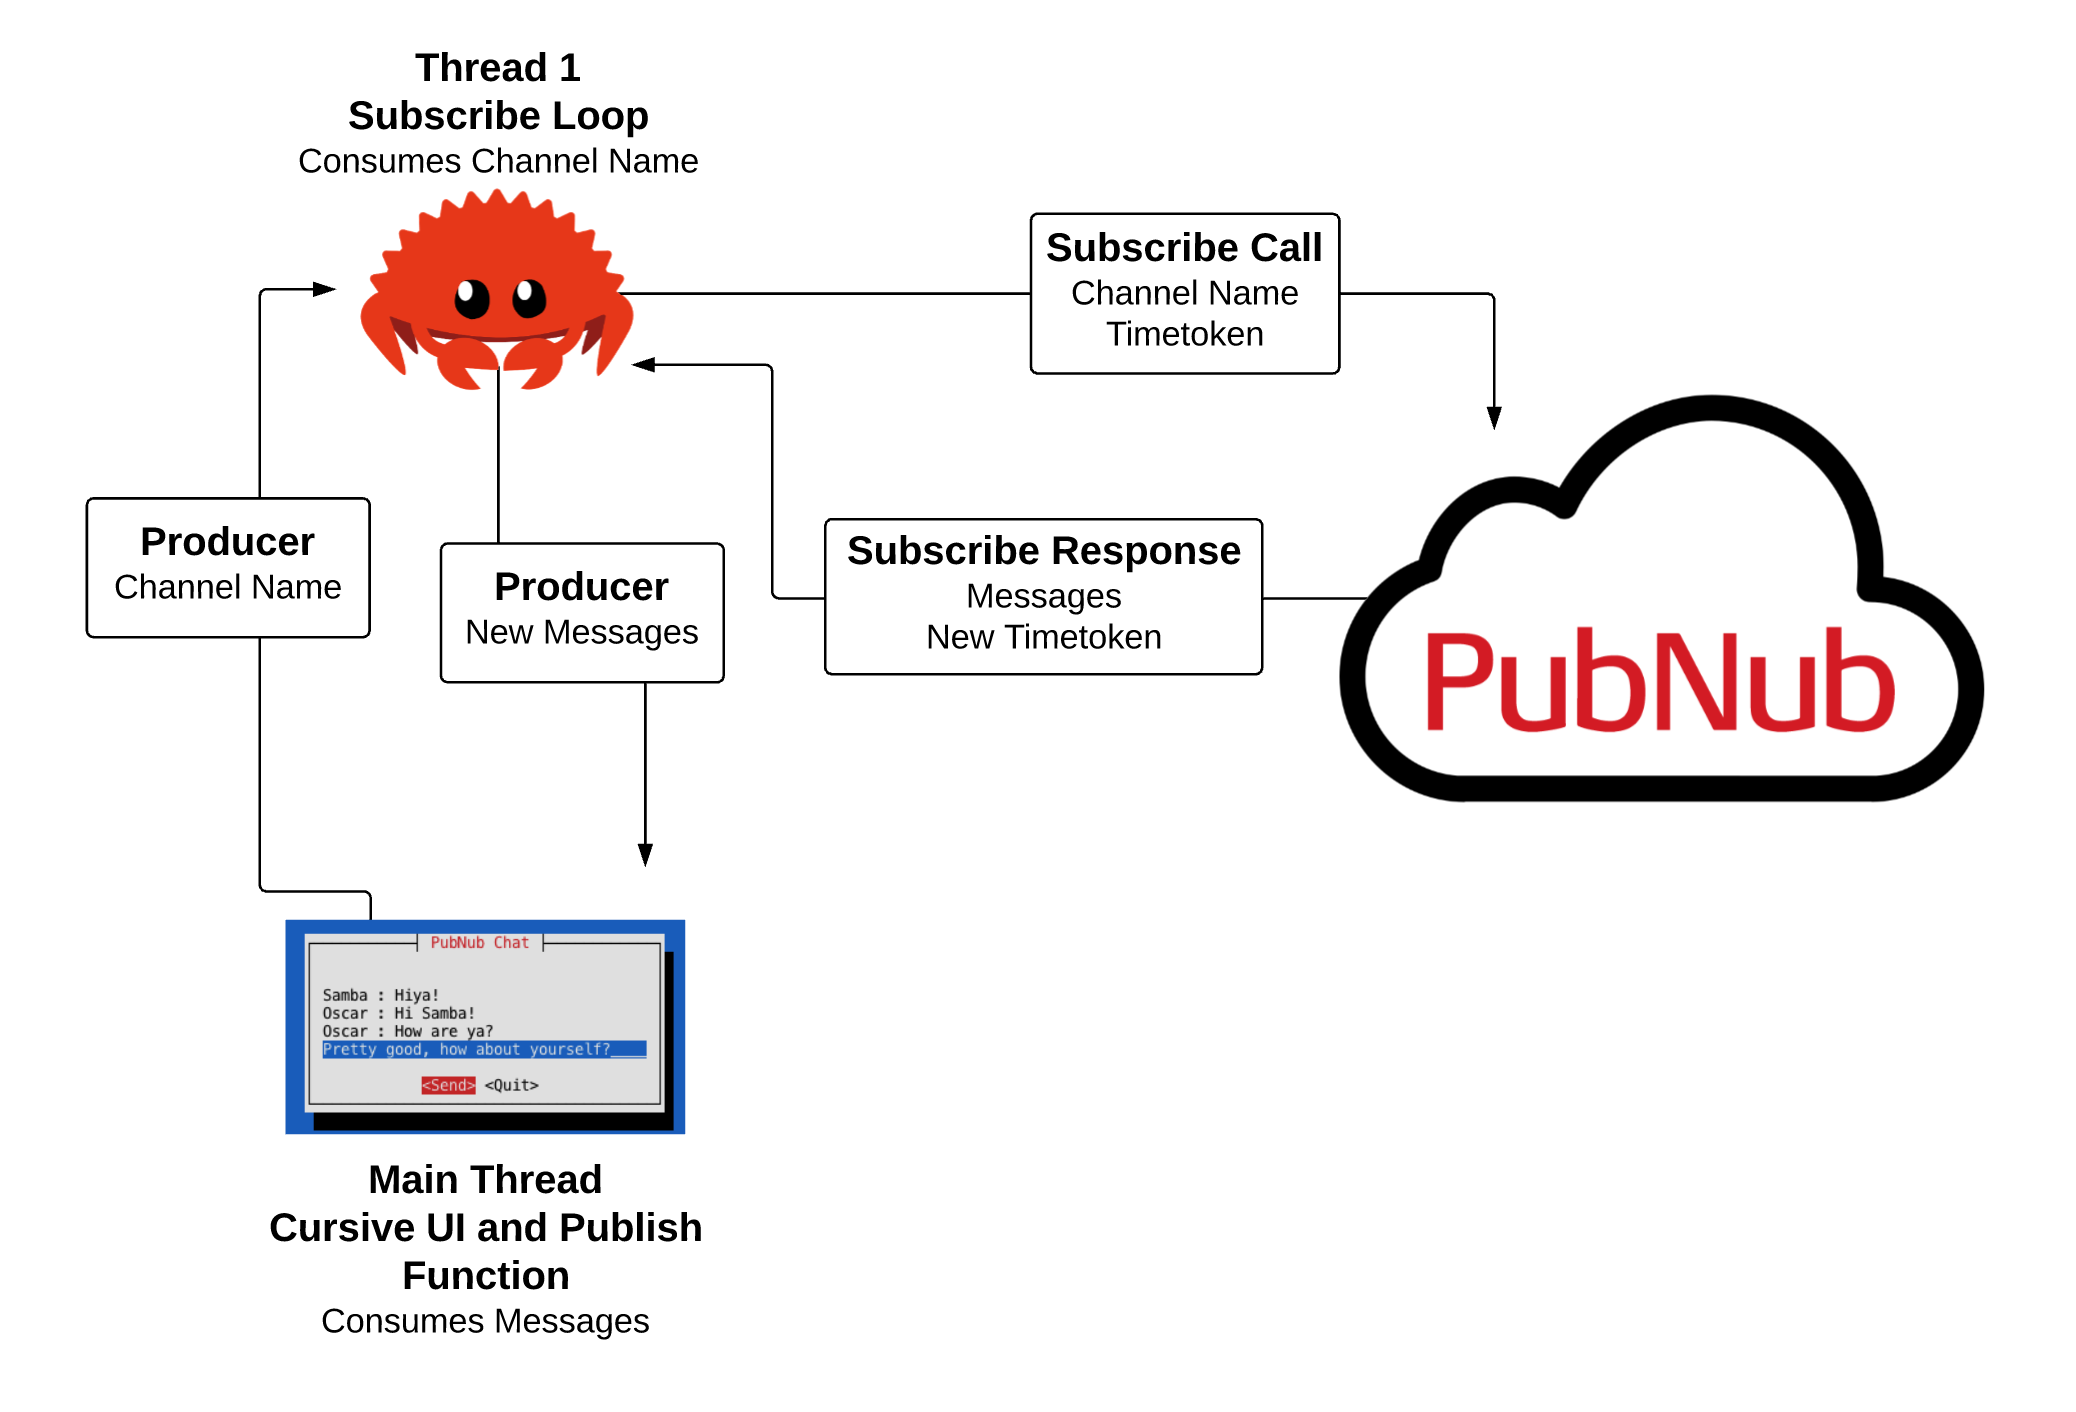 Thread 1
Subscribe Loop
Consumes Channel Name
Subscribe Call
Channel Name
Timetoken
Producer
Channel Name
Producer
New Messages
Subscribe Response
Messages
New Timetoken
PubNub
PubNub Chat
Samba : Hiya!
Oscar : Hi Samba!
Oscar : How are ya?
Pretty good, how about yourself?____
<Send> <Quit>
Main Thread
Cursive UI and Publish
Function
Consumes Messages